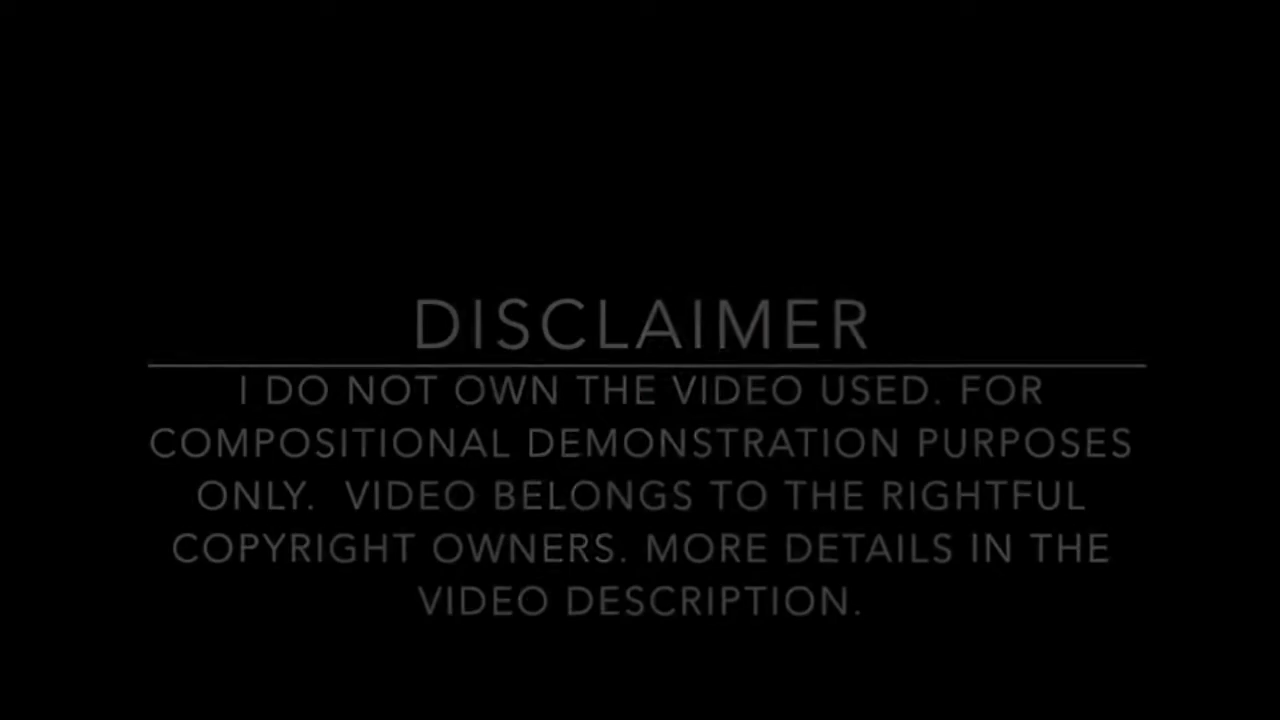 DISCLAIMER
I DO NOT OWN THE VIDEO USED. FOR
COMPOSITIONAL DEMONSTRATION PURPOSES
ONLY.  VIDEO BELONGS TO THE RIGHTFUL
COPYRIGHT OWNERS. MORE DETAILS IN THE
VIDEO DESCRIPTION.